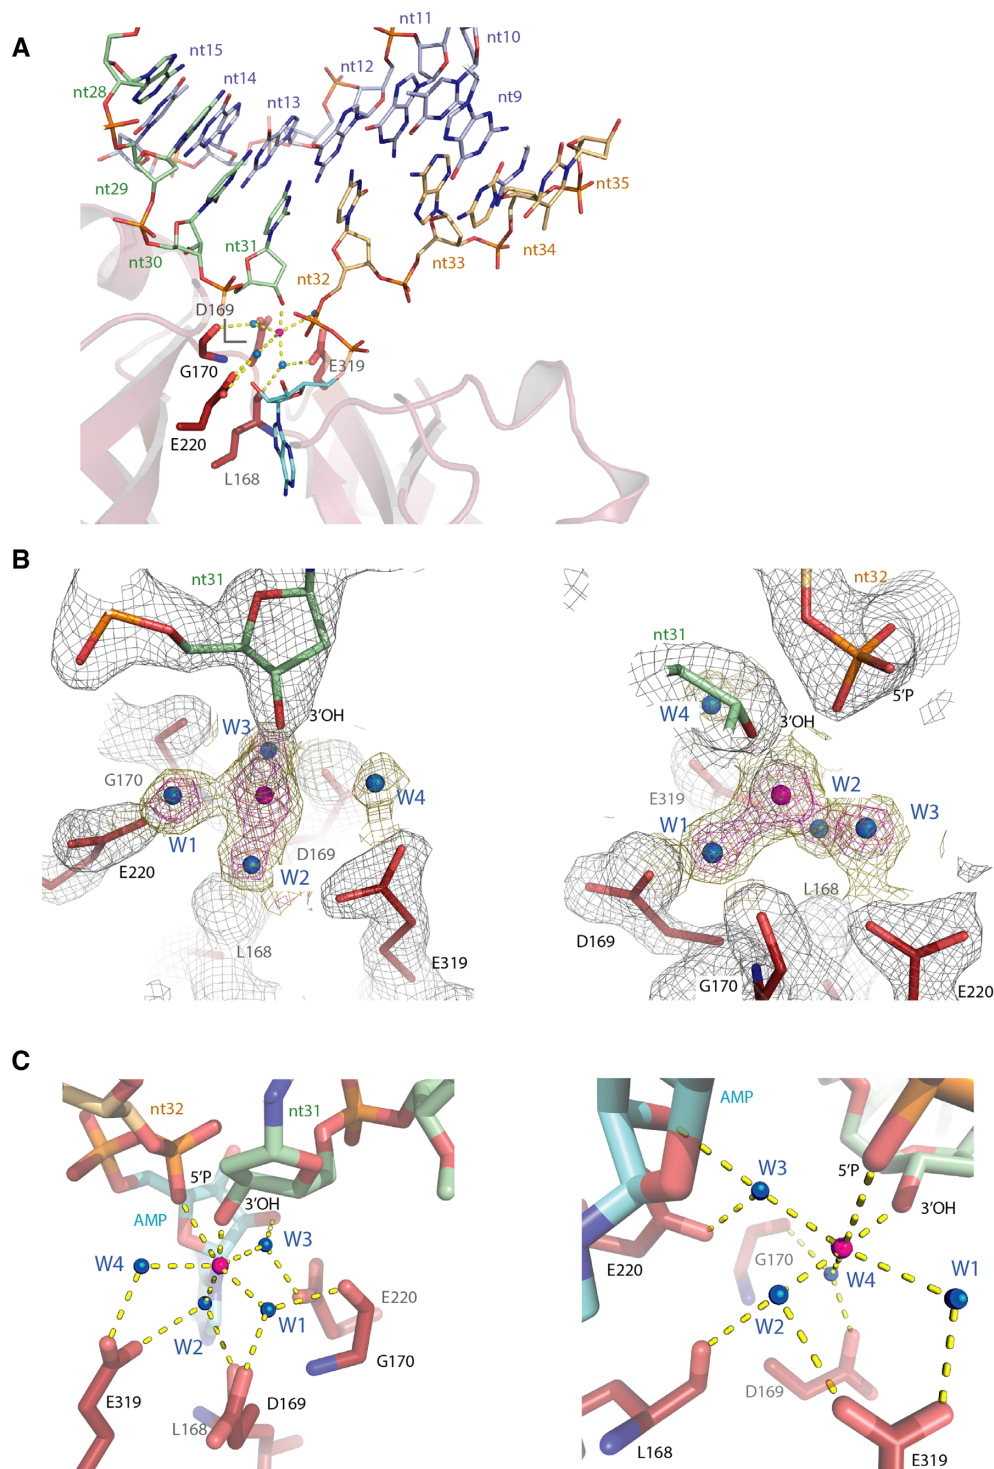 A
nt11
nt10
nt15
nt12
nt14
nt28
nt13
nt9
nt29
nt35
nt31
nt30
nt34
nt33
nt32
D169
G170
E319
E220
L168
B
nt31
nt32
nt31
5′P
3′OH
W4
3′OH
W3
G170
E319
W2
W4
W1
W3
W1
D169
E220
W2
L168
D169
L168
E319
G170
E220
C
nt32
nt31
AMP
5′P
W3
5′P
3′OH
3′OH
AMP
W3
W4
E220
G170
W4
W1
E220
W1
W2
W2
G170
D169
E319
D169
L168
L168
E319